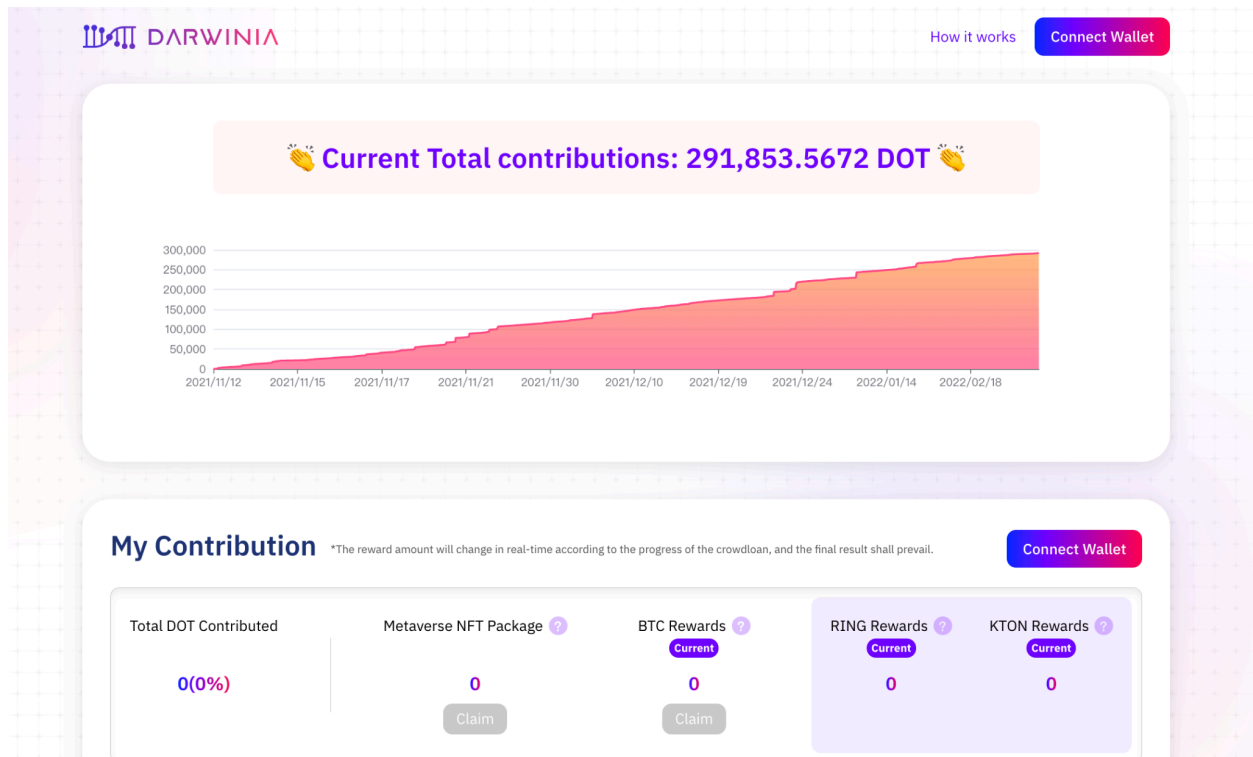 DARWINIA
How it works
Connect Wallet
👏 Current Total contributions: 291,853.5672 DOT 👏
300,000
250,000
200,000
150,000
100,000
50,000
0
2021/11/12 2021/11/15 2021/11/17 2021/11/21 2021/11/30 2021/12/10 2021/12/19 2021/12/24 2022/01/14 2022/02/18
My Contribution *The reward amount will change in real-time according to the progress of the crowdloan, and the final result shall prevail.
Connect Wallet
Total DOT Contributed Metaverse NFT Package ? BTC Rewards ? RING Rewards ? KTON Rewards ?
Current Current Current
0(0%) 0 0 0 0
Claim Claim